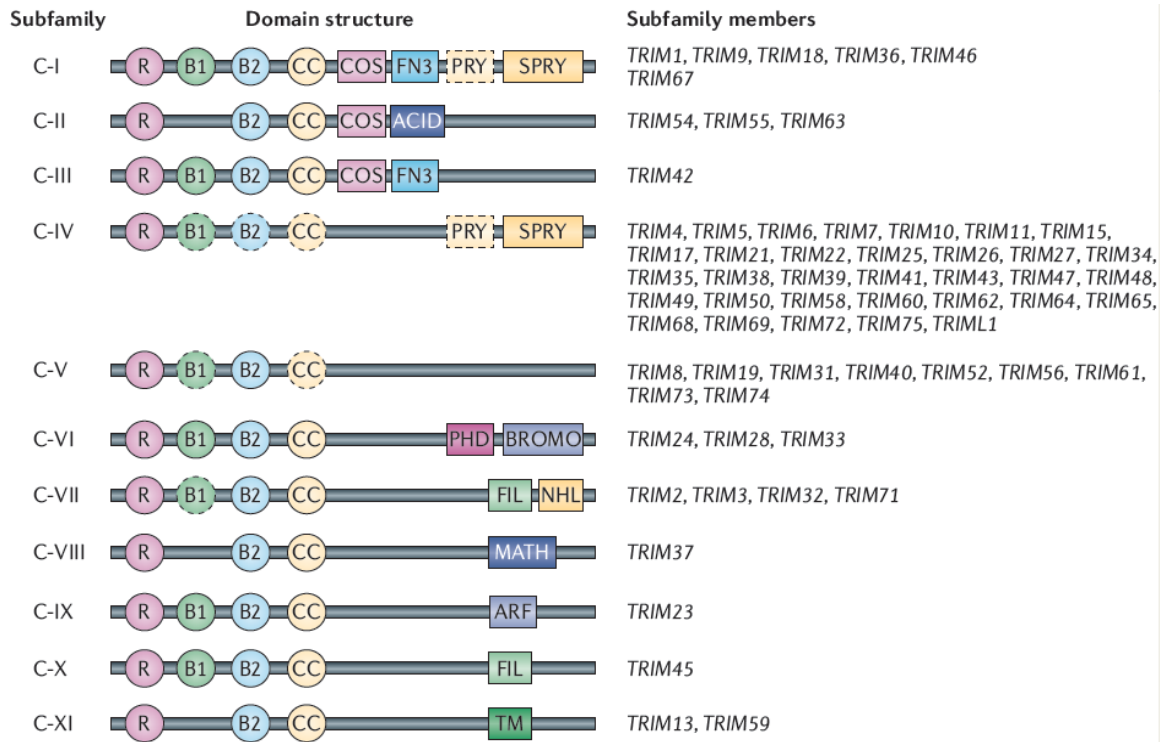 Subfamily Domain structure Subfamily members
C-I R B1 B2 CC COS FN3 PRY SPRY TRIM1, TRIM9, TRIM18, TRIM36, TRIM46
TRIM67
C-II R B2 CC COS ACID TRIM54, TRIM55, TRIM63
C-III R B1 B2 CC COS FN3 TRIM42
C-IV R B1 B2 CC PRY SPRY TRIM4, TRIM5, TRIM6, TRIM7, TRIM10, TRIM11, TRIM15,
TRIM17, TRIM21, TRIM22, TRIM25, TRIM26, TRIM27, TRIM34,
TRIM35, TRIM38, TRIM39, TRIM41, TRIM43, TRIM47, TRIM48,
TRIM49, TRIM50, TRIM58, TRIM60, TRIM62, TRIM64, TRIM65,
TRIM68, TRIM69, TRIM72, TRIM75, TRIML1
C-V R B1 B2 CC TRIM8, TRIM19, TRIM31, TRIM40, TRIM52, TRIM56, TRIM61,
TRIM73, TRIM74
C-VI R B1 B2 CC PHD BROMO TRIM24, TRIM28, TRIM33
C-VII R B1 B2 CC FIL NHL TRIM2, TRIM3, TRIM32, TRIM71
C-VIII R B2 CC MATH TRIM37
C-IX R B1 B2 CC ARF TRIM23
C-X R B1 B2 CC FIL TRIM45
C-XI R B2 CC TM TRIM13, TRIM59